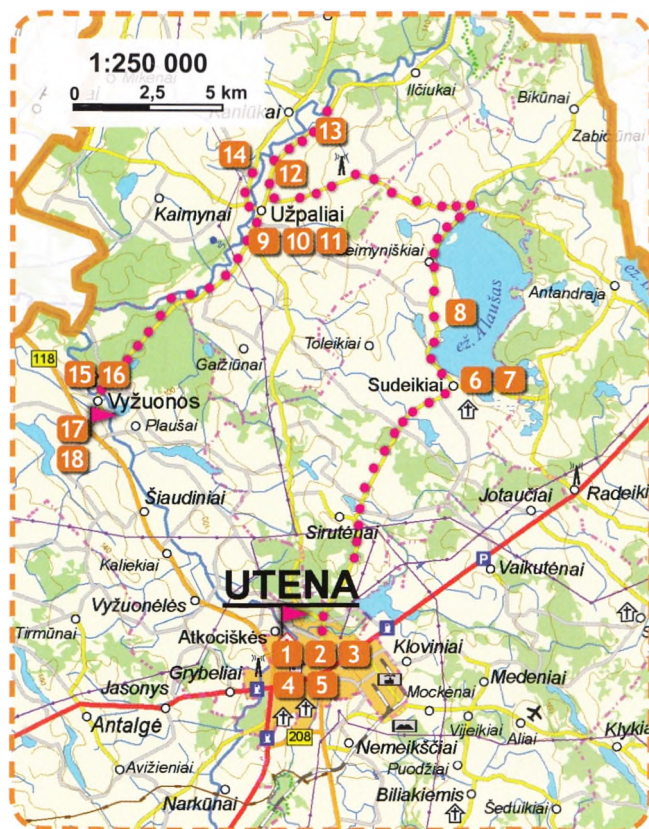 1:250 000
0 2,5 5 km
Mikėnai
Ilčiukai
Bikūnai
13
14
12
Kaimynai
Užpaliai
9 10 11
Antandraja
ež. Alaušas
8
Toleikiai
Gaižiūnai
118
15 16
Sudeikiai
6 7
Vyžuonos
17
Plaušai
18
Šiaudiniai
Jotaučiai
Sirutėnai
Kaliekiai
P
Vaikutėnai
UTENA
Vyžuonėlės
Tirmūnai
Atkociškės
1 2 3
Kloviniai
Grybeliai
4 5
Medeniai
Jasonys
Mockėnai
Antalgė
208
Vijeikiai
Aliai
Nemeikščiai
Avižieniai
Puodžiai
Narkūnai
Biliakiemis
Šeduikiai